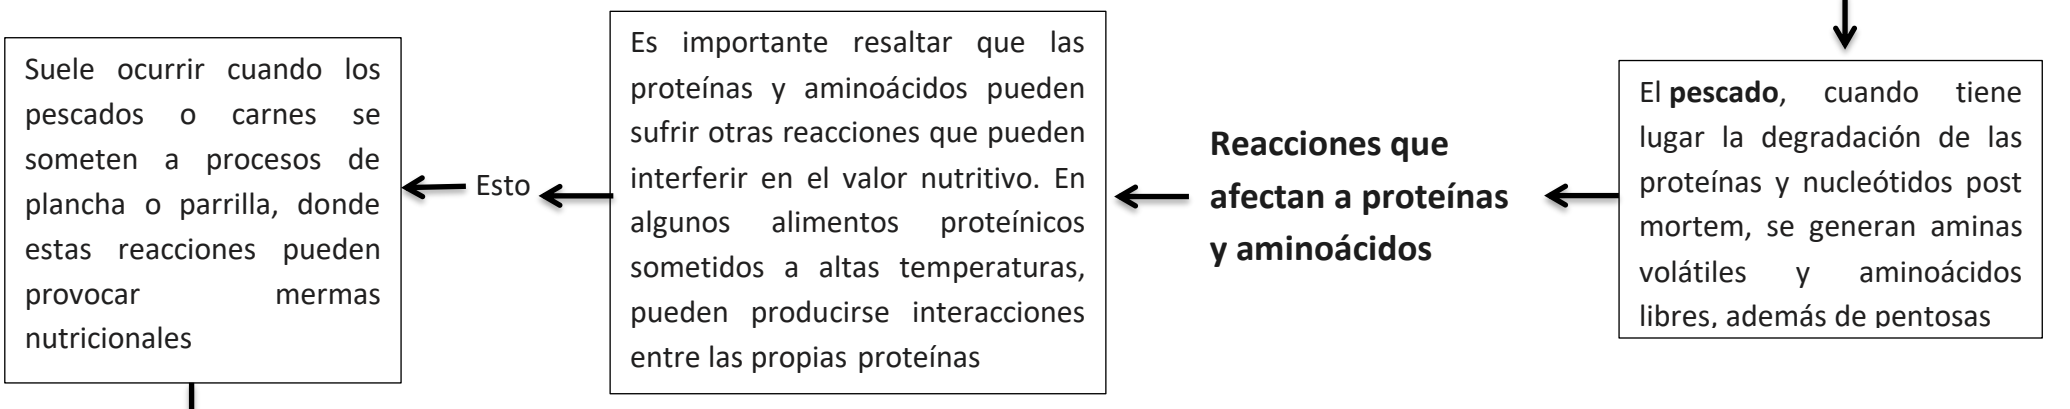 Suele ocurrir cuando los
pescados o carnes se
someten a procesos de
plancha o parrilla, donde
estas reacciones pueden
provocar mermas
nutricionales
Esto
Es importante resaltar que las
proteínas y aminoácidos pueden
sufrir otras reacciones que pueden
interferir en el valor nutritivo. En
algunos alimentos proteínicos
sometidos a altas temperaturas,
pueden producirse interacciones
entre las propias proteínas
Reacciones que
afectan a proteínas
y aminoácidos
El pescado, cuando tiene
lugar la degradación de las
proteínas y nucleótidos post
mortem, se generan aminas
volátiles y aminoácidos
libres, además de pentosas